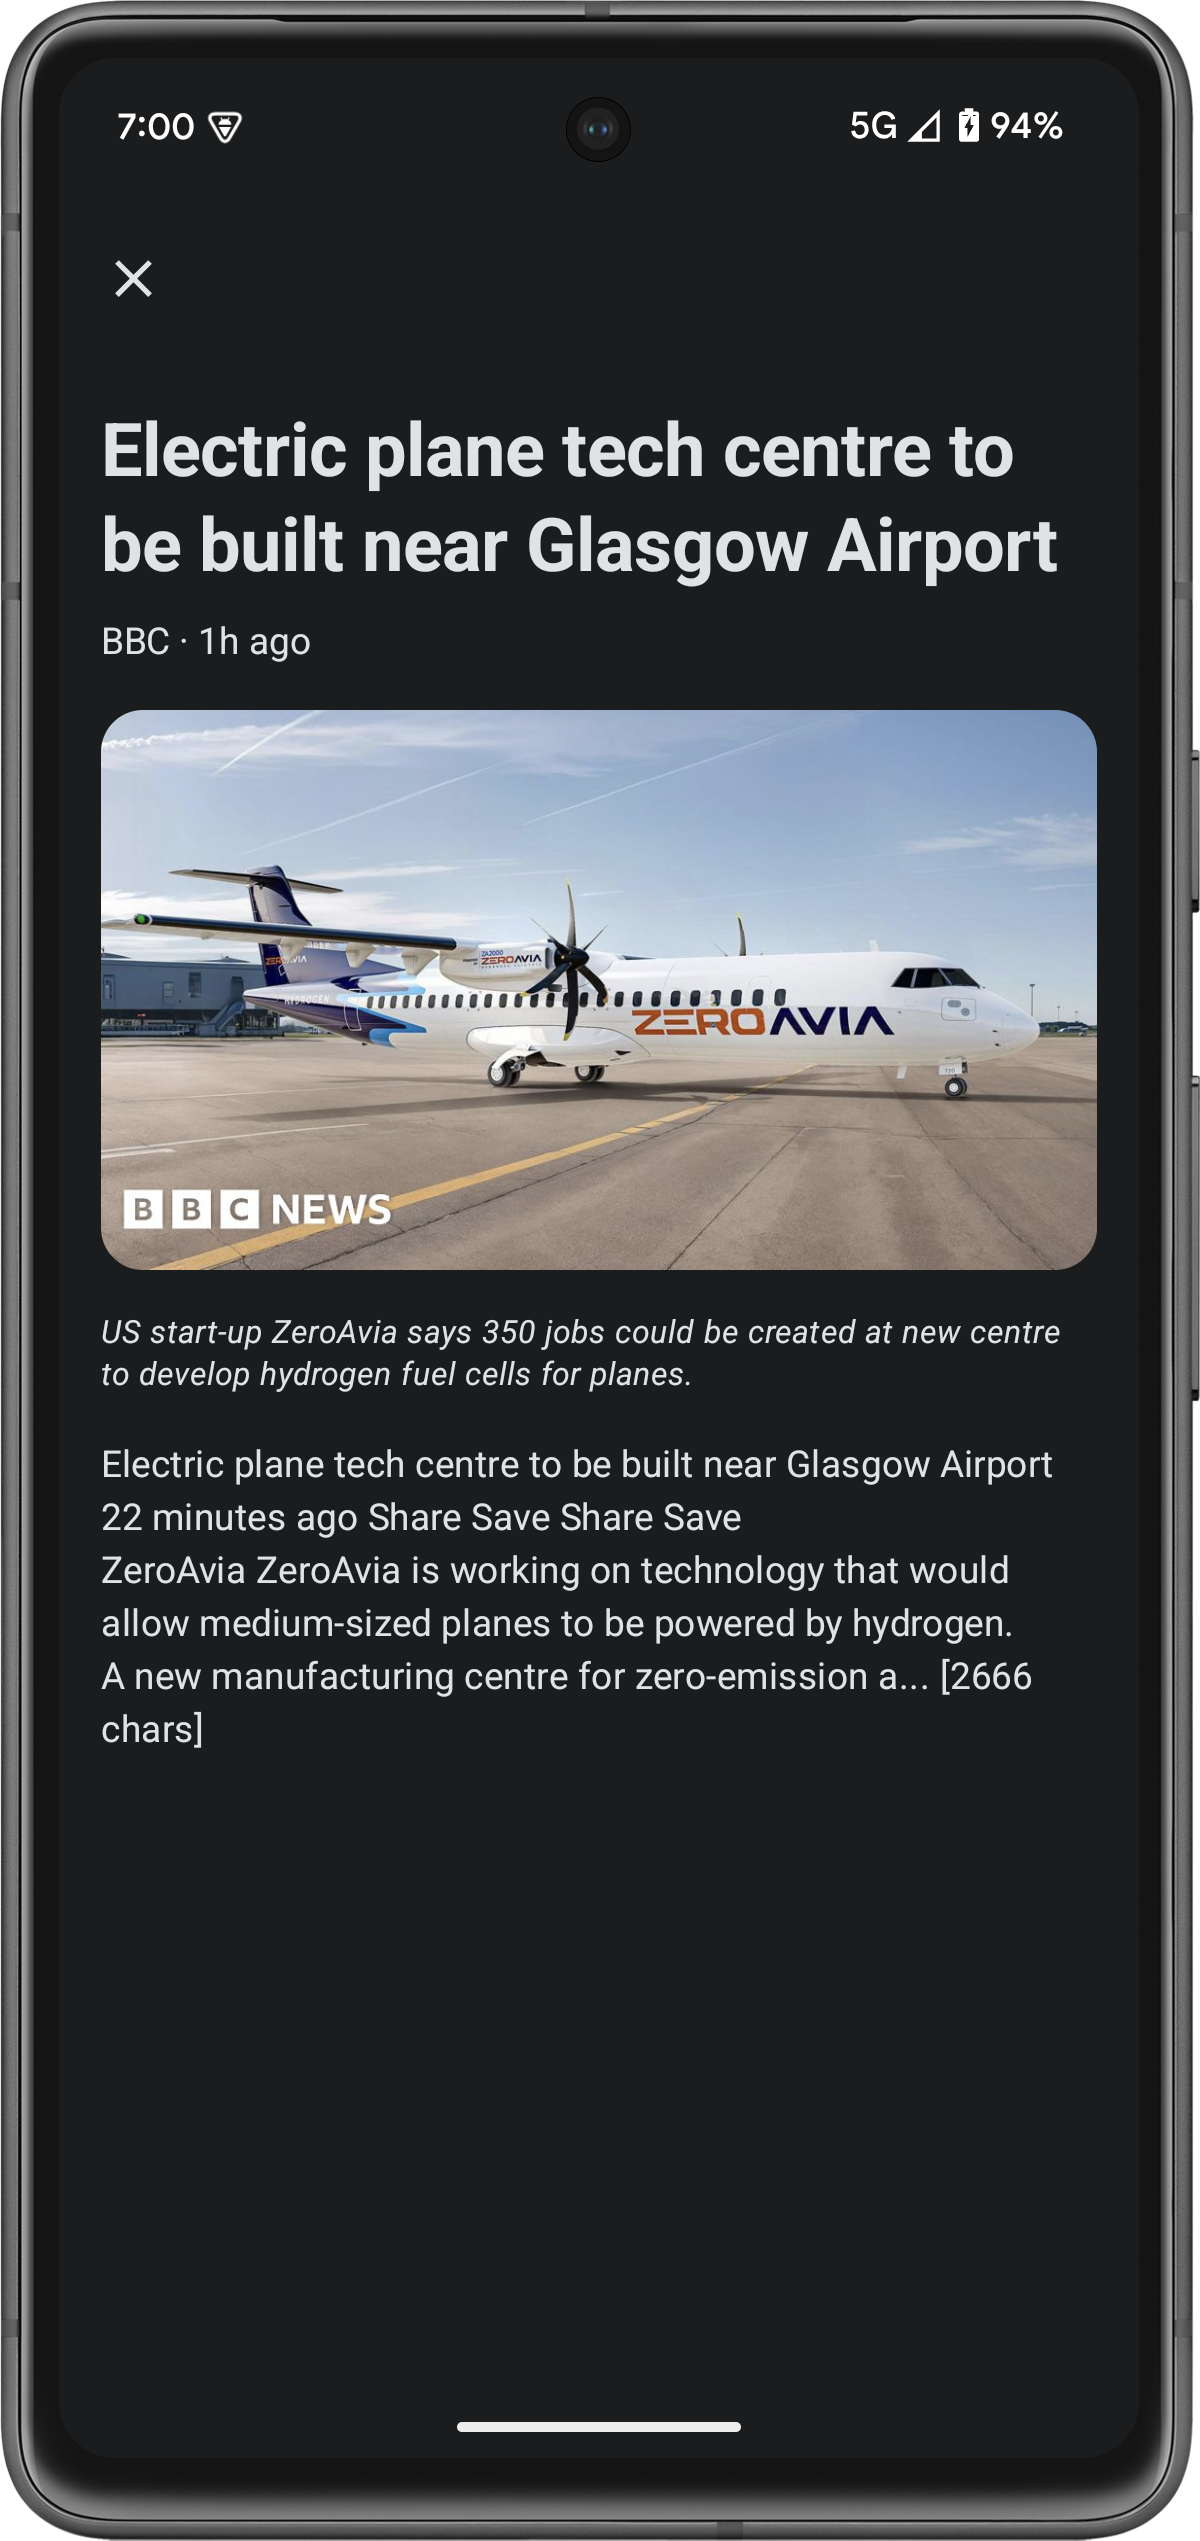 7:00 5G 94%
Electric plane tech centre to
be built near Glasgow Airport
BBC · 1h ago
ZEROAVIA
HYDROGEN
ZA2000
ZEROAVIA
ZEROAVIA
BBC NEWS
US start-up ZeroAvia says 350 jobs could be created at new centre
to develop hydrogen fuel cells for planes.
Electric plane tech centre to be built near Glasgow Airport
22 minutes ago Share Save Share Save
ZeroAvia ZeroAvia is working on technology that would
allow medium-sized planes to be powered by hydrogen.
A new manufacturing centre for zero-emission a... [2666
chars]